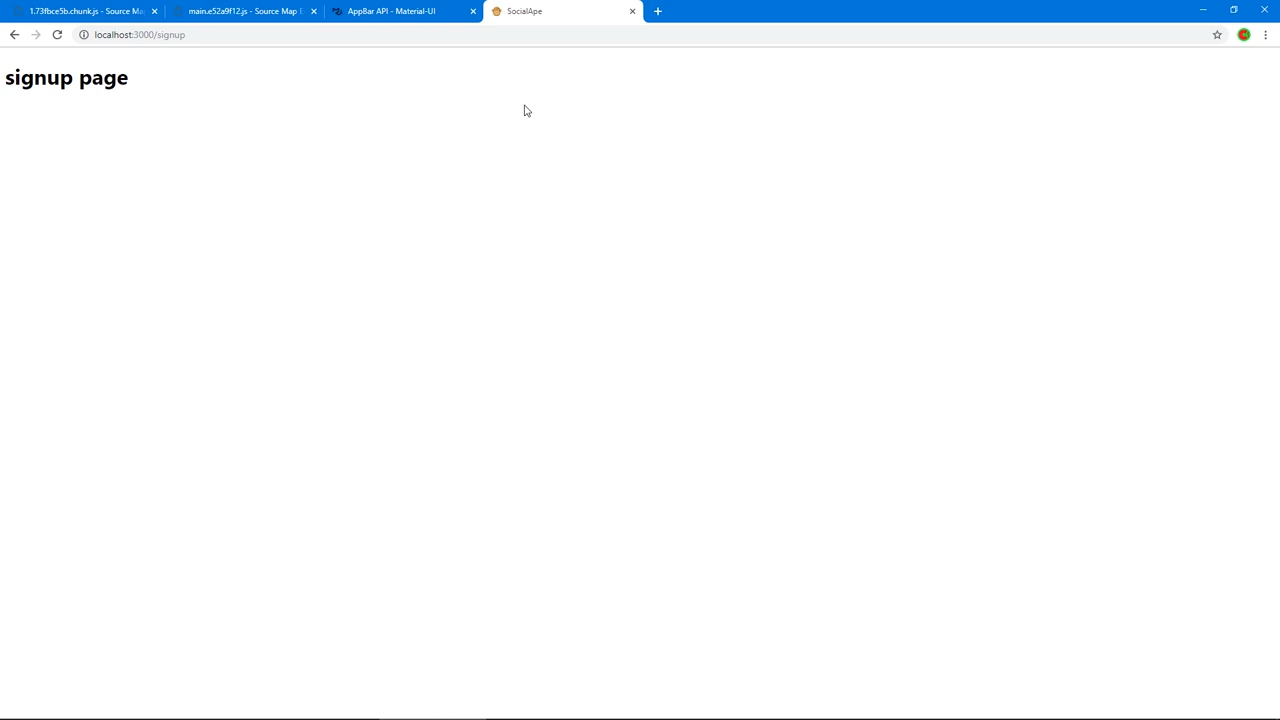 1.73fbce5b.chunk.js - Source Ma
main.e52a9f12.js - Source Map E
AppBar API - Material-UI
SocialApe
localhost:3000/signup
signup page